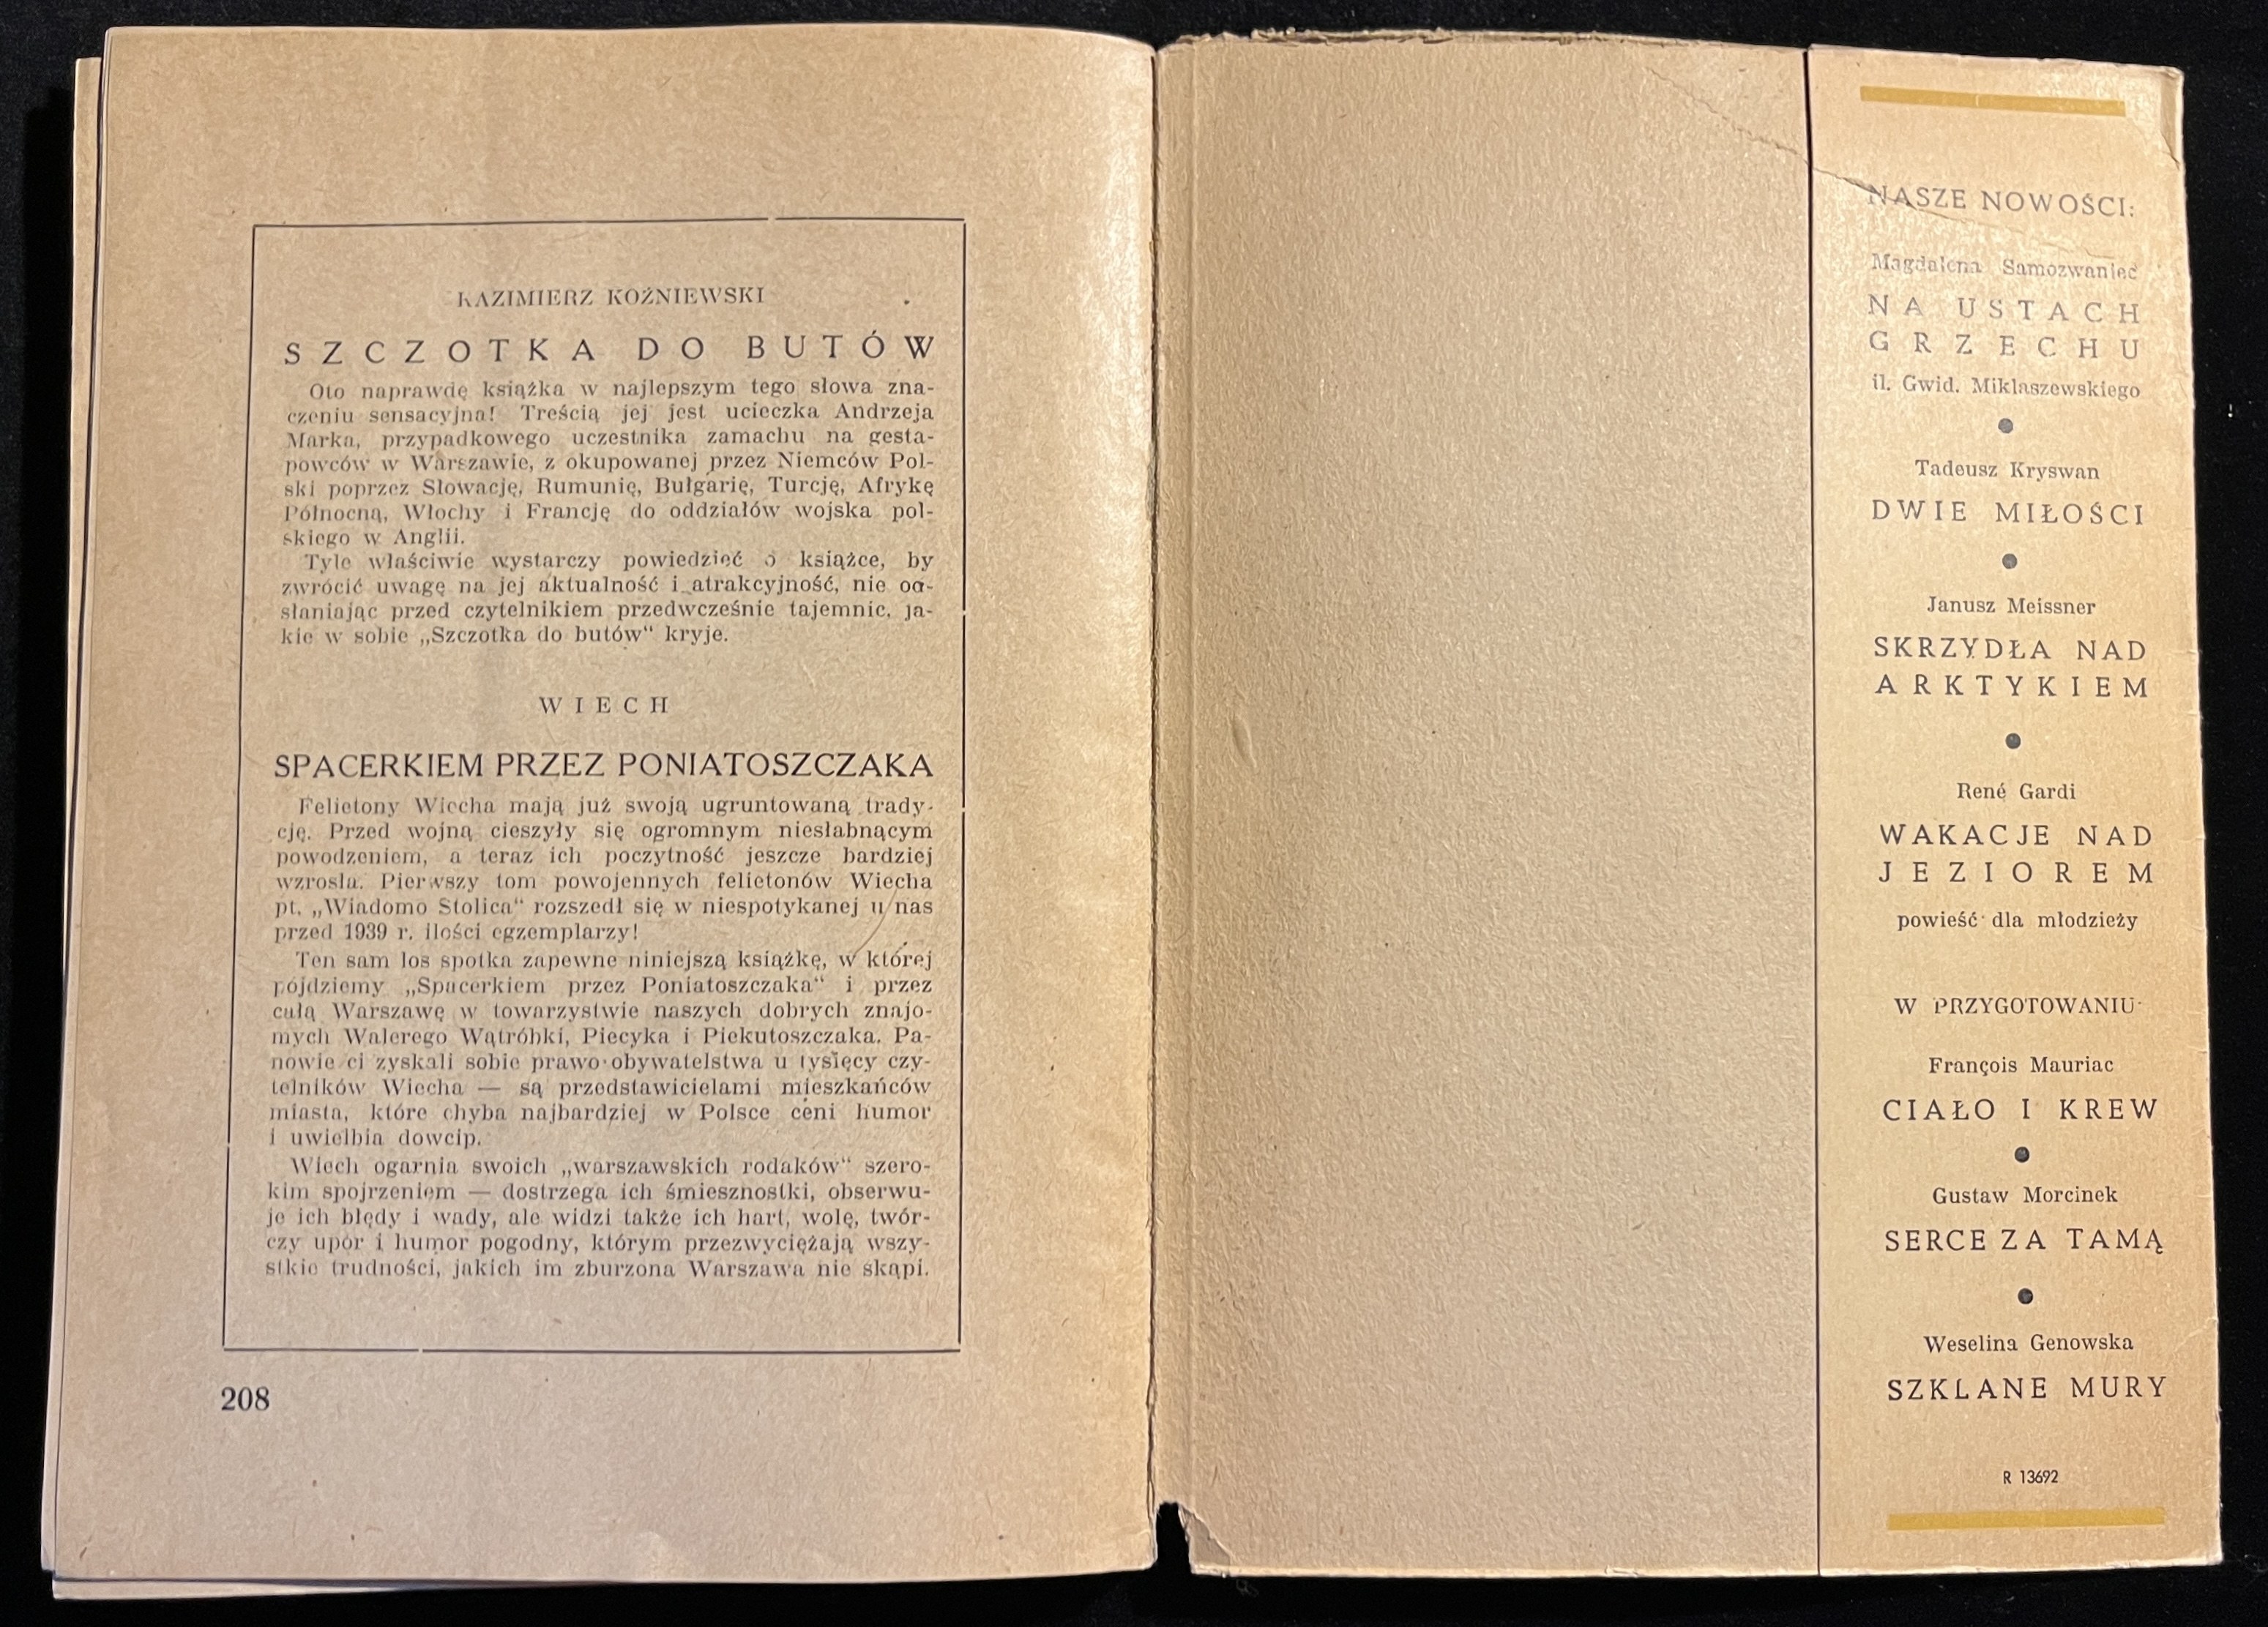 KAZIMIERZ KOŹNIEWSKI
SZCZOTKA DO BUTÓW
Oto naprawdę książka w najlepszym tego słowa zna-
czeniu sensacyjna! Treścią jej jest ucieczka Andrzeja
Marka, przypadkowego uczestnika zamachu na gesta-
powców w Warszawie, z okupowanej przez Niemców Pol-
ski poprzez Słowację, Rumunię, Bułgarię, Turcję, Afrykę
Północną, Włochy i Francję do oddziałów wojska pol-
skiego w Anglii.
Tyle właściwie wystarczy powiedzieć o książce, by
zwrócić uwagę na jej aktualność i atrakcyjność, nie od-
słaniając przed czytelnikiem przedwcześnie tajemnic, ja-
kie w sobie „Szczotka do butów“ kryje.
WIECH
SPACERKIEM PRZEZ PONIATOSZCZAKA
Felietony Wiecha mają już swoją ugruntowaną trady-
cję. Przed wojną cieszyły się ogromnym niesłabnącym
powodzeniem, a teraz ich poczytność jeszcze bardziej
wzrosła. Pierwszy tom powojennych felietonów Wiecha
pt. „Wiadomo Stolica“ rozszedł się w niespotykanej u nas
przed 1939 r. ilości egzemplarzy!
Ten sam los spotka zapewne niniejszą książkę, w której
pójdziemy „Spacerkiem przez Poniatoszczaka“ i przez
całą Warszawę w towarzystwie naszych dobrych znajo-
mych Walerego Wątróbki, Piecyka i Piekutoszczaka. Pa-
nowie ci zyskali sobie prawo obywatelstwa u tysięcy czy-
telników Wiecha — są przedstawicielami mieszkańców
miasta, które chyba najbardziej w Polsce ceni humor
i uwielbia dowcip.
Wiech ogarnia swoich „warszawskich rodaków“ szero-
kim spojrzeniem — dostrzega ich śmiesznostki, obserwu-
je ich błędy i wady, ale widzi także ich hart, wolę, twór-
czy upór i humor pogodny, którym przezwyciężają wszy-
stkie trudności, jakich im zburzona Warszawa nie skąpi.
208
NASZE NOWOŚCI:
Magdalena Samozwaniec
NA USTACH
GRZECHU
il. Gwid. Miklaszewskiego
Tadeusz Kryswan
DWIE MIŁOŚCI
Janusz Meissner
SKRZYDŁA NAD
ARKTYKIEM
René Gardi
WAKACJE NAD
JEZIOREM
powieść dla młodzieży
W PRZYGOTOWANIU
François Mauriac
CIAŁO I KREW
Gustaw Morcinek
SERCE ZA TAMĄ
Weselina Genowska
SZKLANE MURY
R 13692